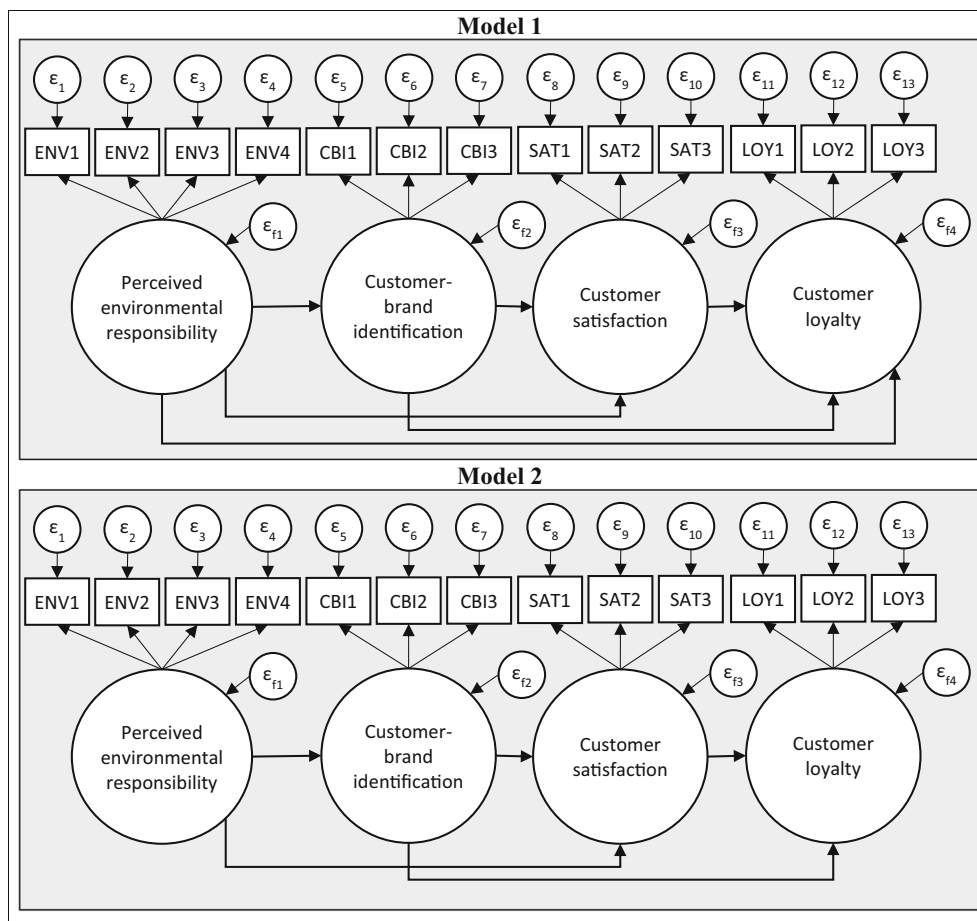 Model 1
ε1 ε2 ε3 ε4 ε5 ε6 ε7 ε8 ε9 ε10 ε11 ε12 ε13
ENV1 ENV2 ENV3 ENV4 CBI1 CBI2 CBI3 SAT1 SAT2 SAT3 LOY1 LOY2 LOY3
εf1 εf2 εf3 εf4
Perceived
environmental
responsibility
Customer-
brand
identification
Customer
satisfaction
Customer
loyalty
Model 2
ε1 ε2 ε3 ε4 ε5 ε6 ε7 ε8 ε9 ε10 ε11 ε12 ε13
ENV1 ENV2 ENV3 ENV4 CBI1 CBI2 CBI3 SAT1 SAT2 SAT3 LOY1 LOY2 LOY3
εf1 εf2 εf3 εf4
Perceived
environmental
responsibility
Customer-
brand
identification
Customer
satisfaction
Customer
loyalty